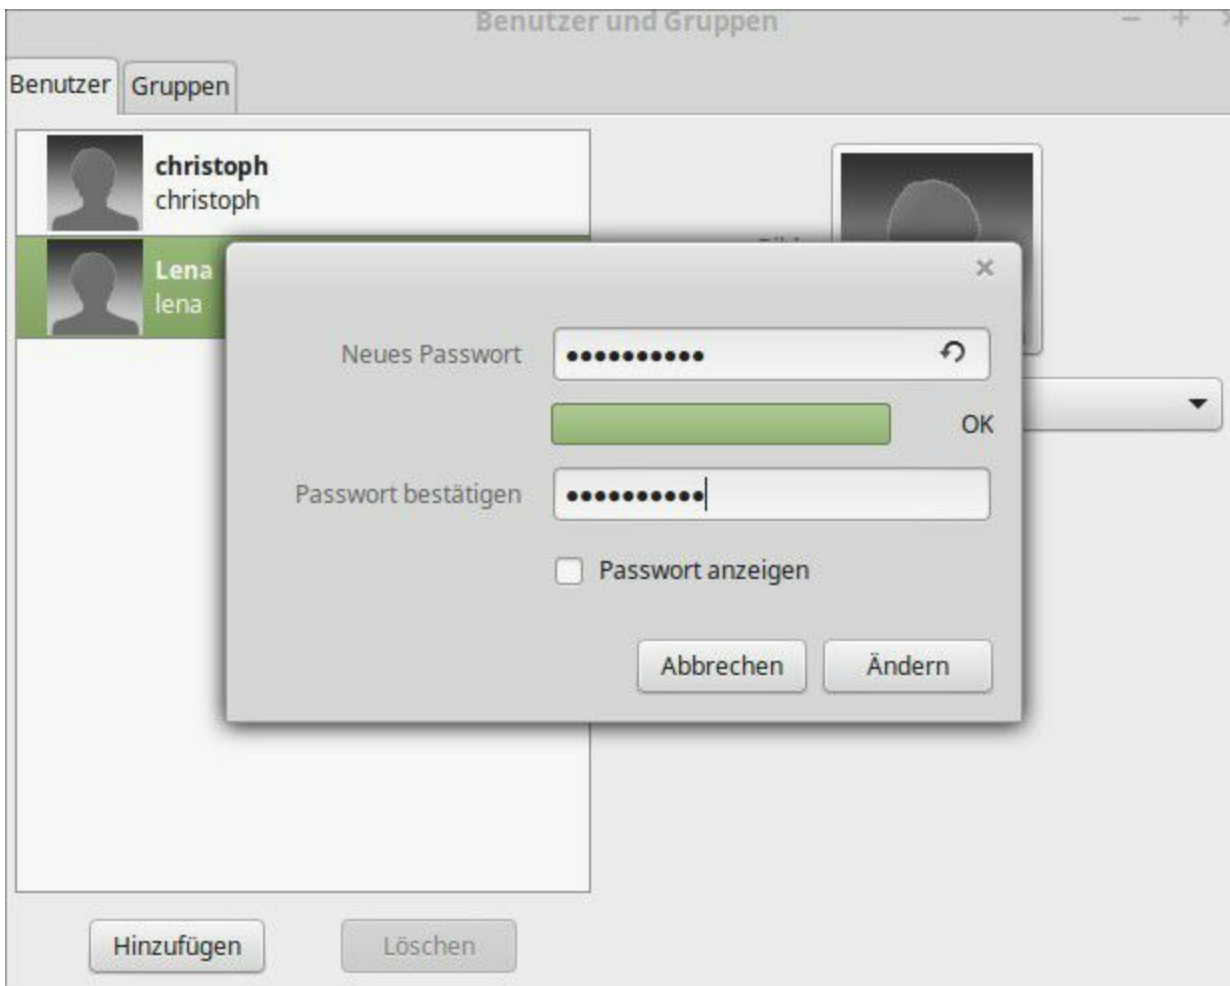 Benutzer und Gruppen
Benutzer Gruppen
christoph
christoph
Lena
lena
Neues Passwort ●●●●●●●●●●
OK
Passwort bestätigen ●●●●●●●●●●
Passwort anzeigen
Abbrechen Ändern
Hinzufügen Löschen